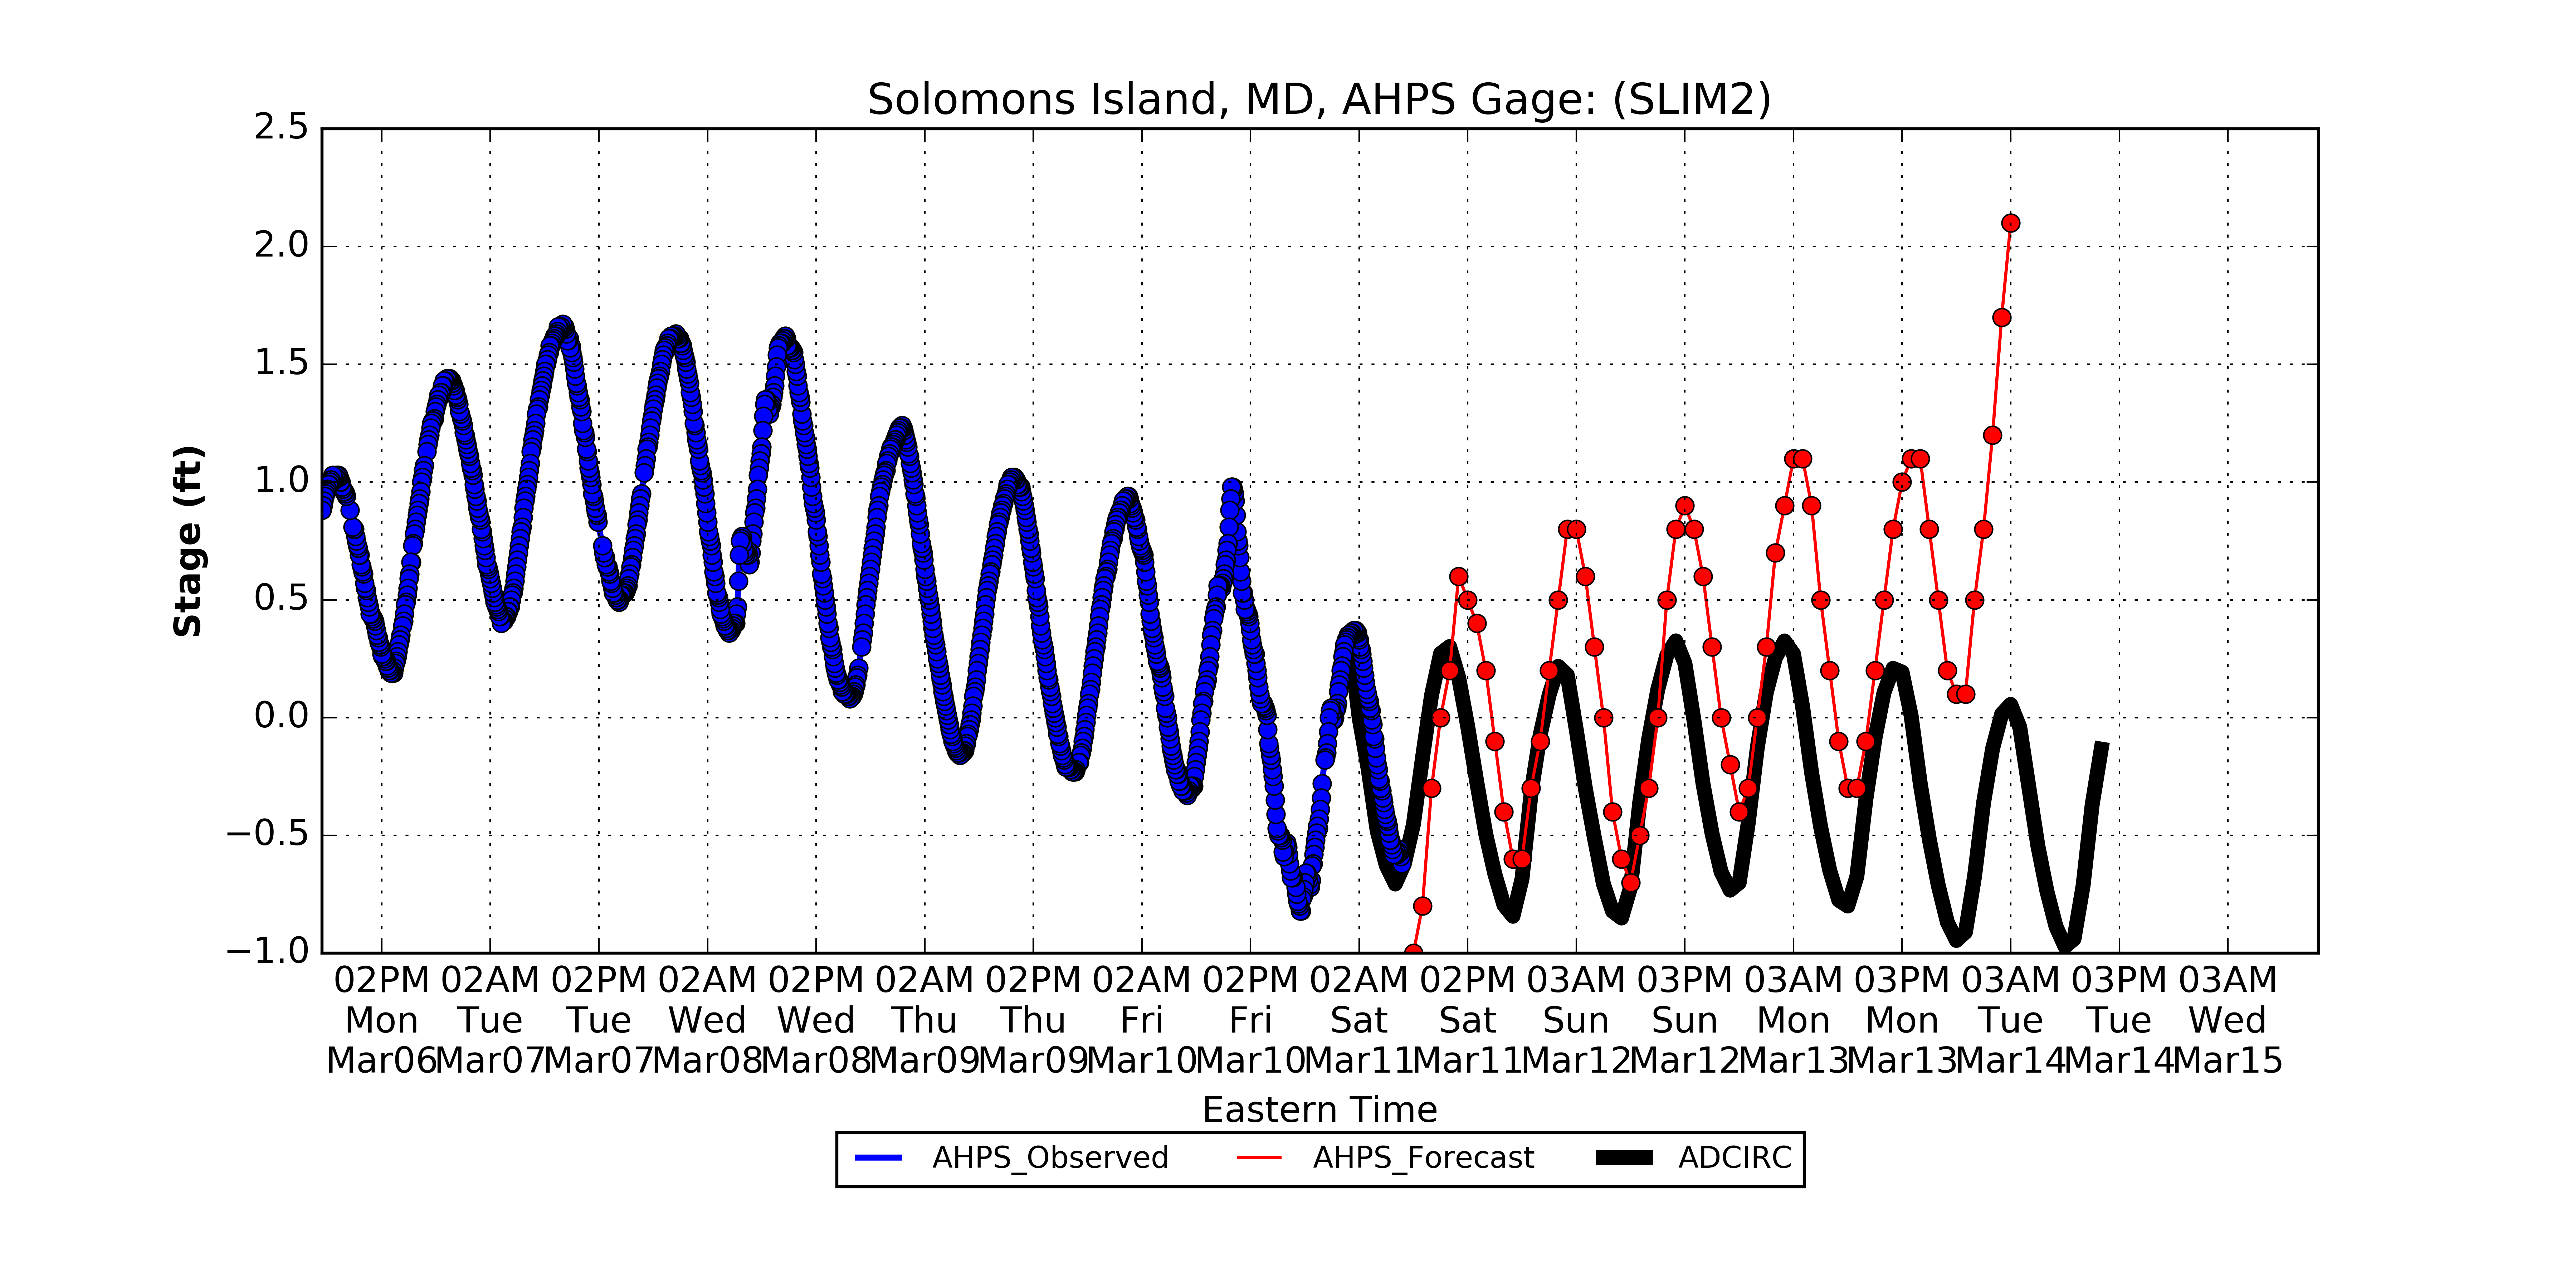 Solomons Island, MD, AHPS Gage: (SLIM2)
2.5
2.0
1.5
1.0
0.5
0.0
−0.5
−1.0
Stage (ft)
02PM 02AM 02PM 02AM 02PM 02AM 02PM 02AM 02PM 02AM 02PM 03AM 03PM 03AM 03PM 03AM 03PM 03AM
Mon Tue Tue Wed Wed Thu Thu Fri Fri Sat Sat Sun Sun Mon Mon Tue Tue Wed
Mar06 Mar07 Mar07 Mar08 Mar08 Mar09 Mar09 Mar10 Mar10 Mar11 Mar11 Mar12 Mar12 Mar13 Mar13 Mar14 Mar14 Mar15
Eastern Time
AHPS_Observed AHPS_Forecast ADCIRC